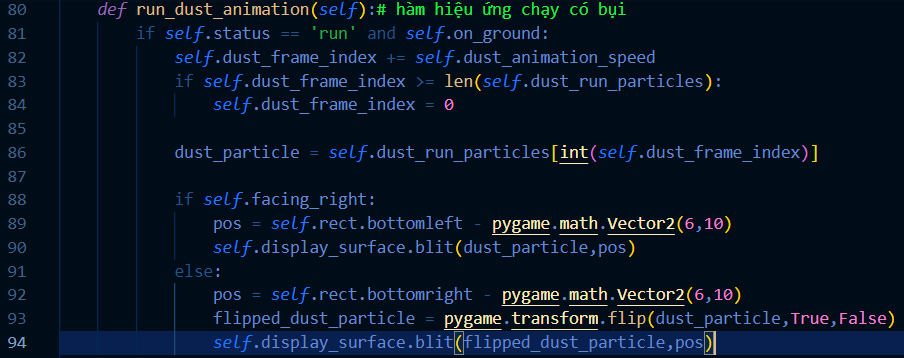 80 def run_dust_animation(self):# hàm hiệu ứng chạy có bụi
81 if self.status == 'run' and self.on_ground:
82 self.dust_frame_index += self.dust_animation_speed
83 if self.dust_frame_index >= len(self.dust_run_particles):
84 self.dust_frame_index = 0
85
86 dust_particle = self.dust_run_particles[int(self.dust_frame_index)]
87
88 if self.facing_right:
89 pos = self.rect.bottomleft - pygame.math.Vector2(6,10)
90 self.display_surface.blit(dust_particle,pos)
91 else:
92 pos = self.rect.bottomright - pygame.math.Vector2(6,10)
93 flipped_dust_particle = pygame.transform.flip(dust_particle,True,False)
94 self.display_surface.blit(flipped_dust_particle,pos)